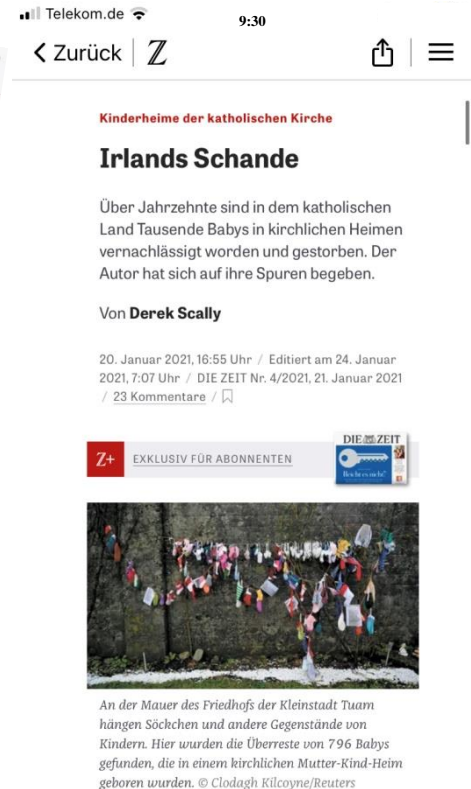 Telekom.de
9:30
Zurück
Z
Kinderheime der katholischen Kirche
Irlands Schande
Über Jahrzehnte sind in dem katholischen
Land Tausende Babys in kirchlichen Heimen
vernachlässigt worden und gestorben. Der
Autor hat sich auf ihre Spuren begeben.
Von Derek Scally
20. Januar 2021, 16:55 Uhr / Editiert am 24. Januar
2021, 7:07 Uhr / DIE ZEIT Nr. 4/2021, 21. Januar 2021
/ 23 Kommentare /
Z+ EXKLUSIV FÜR ABONNENTEN
DIE ZEIT
An der Mauer des Friedhofs der Kleinstadt Tuam
hängen Söckchen und andere Gegenstände von
Kindern. Hier wurden die Überreste von 796 Babys
gefunden, die in einem kirchlichen Mutter-Kind-Heim
geboren wurden. © Clodagh Kilcoyne/Reuters